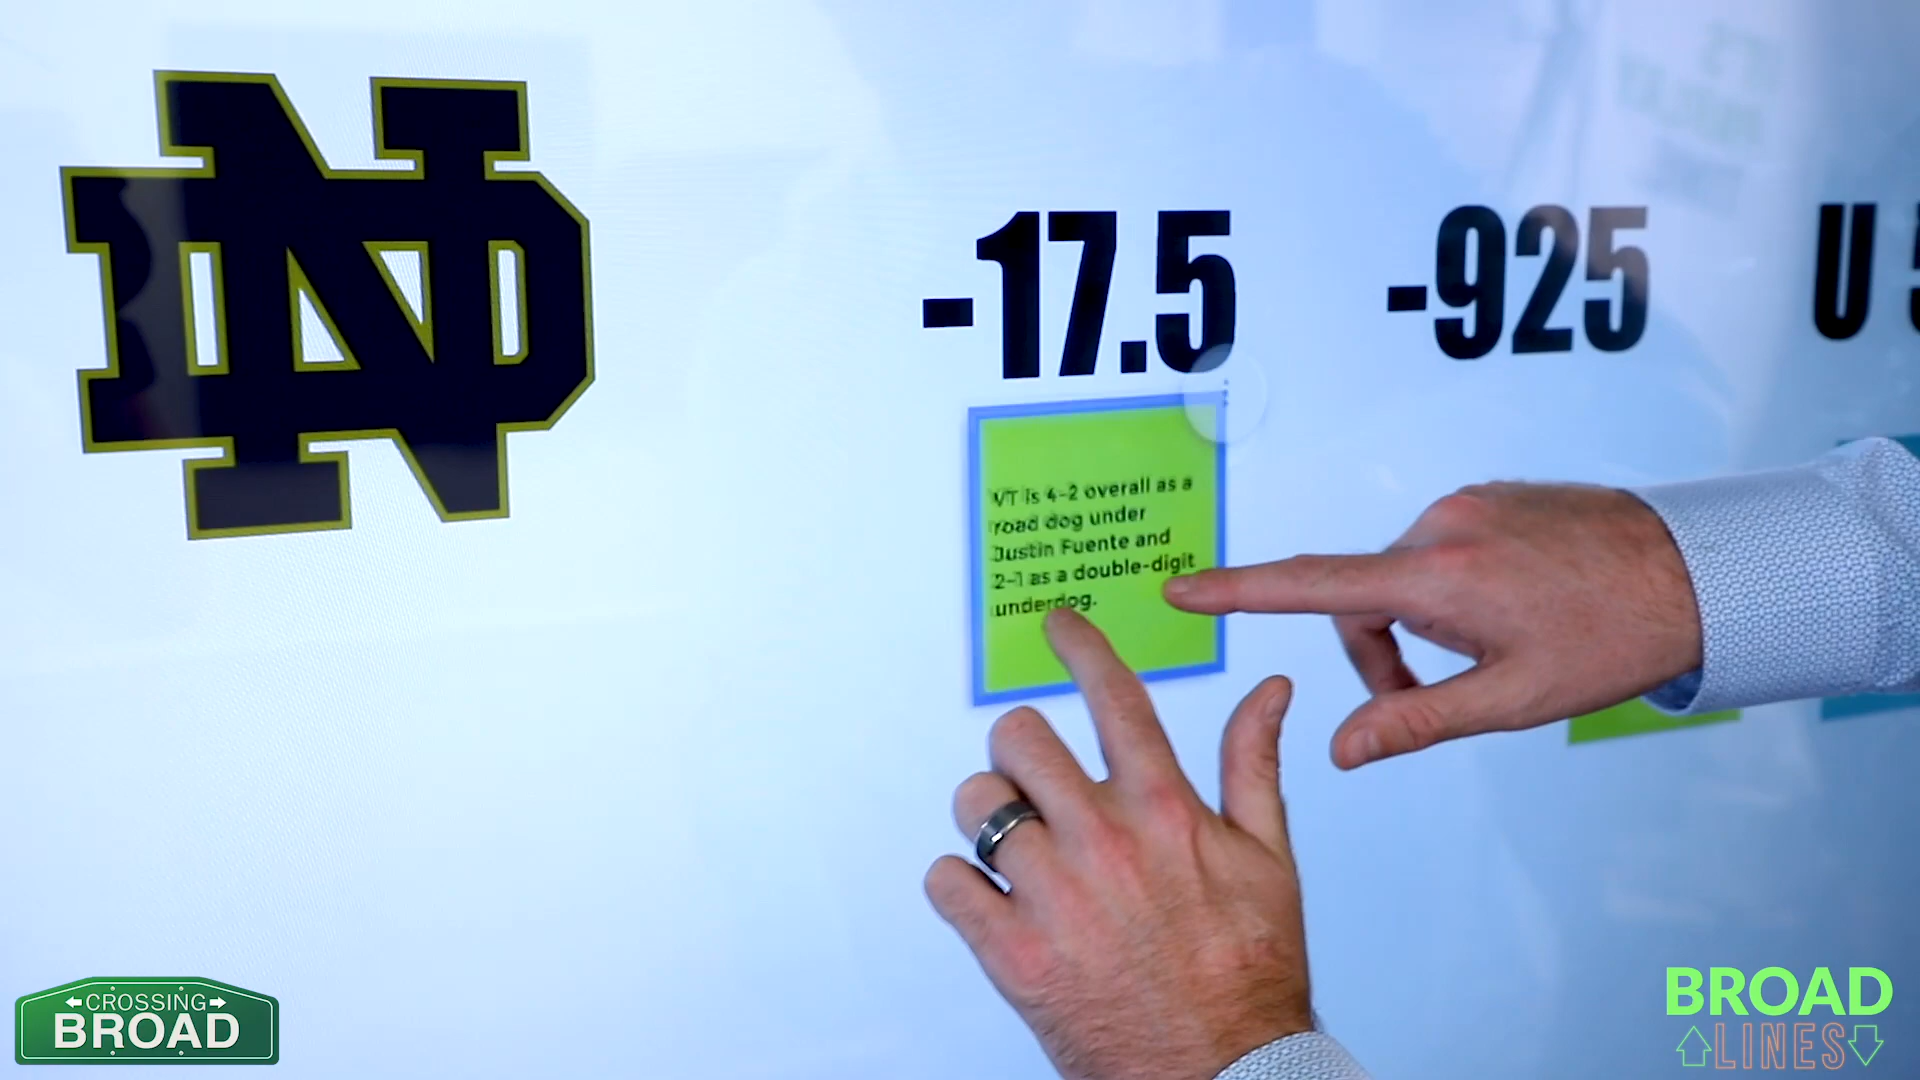 ND
-17.5 -925 U
VT is 4-2 overall as a
road dog under
Justin Fuente and
2-1 as a double-digit
underdog.
CROSSING
BROAD
BROAD
LINES